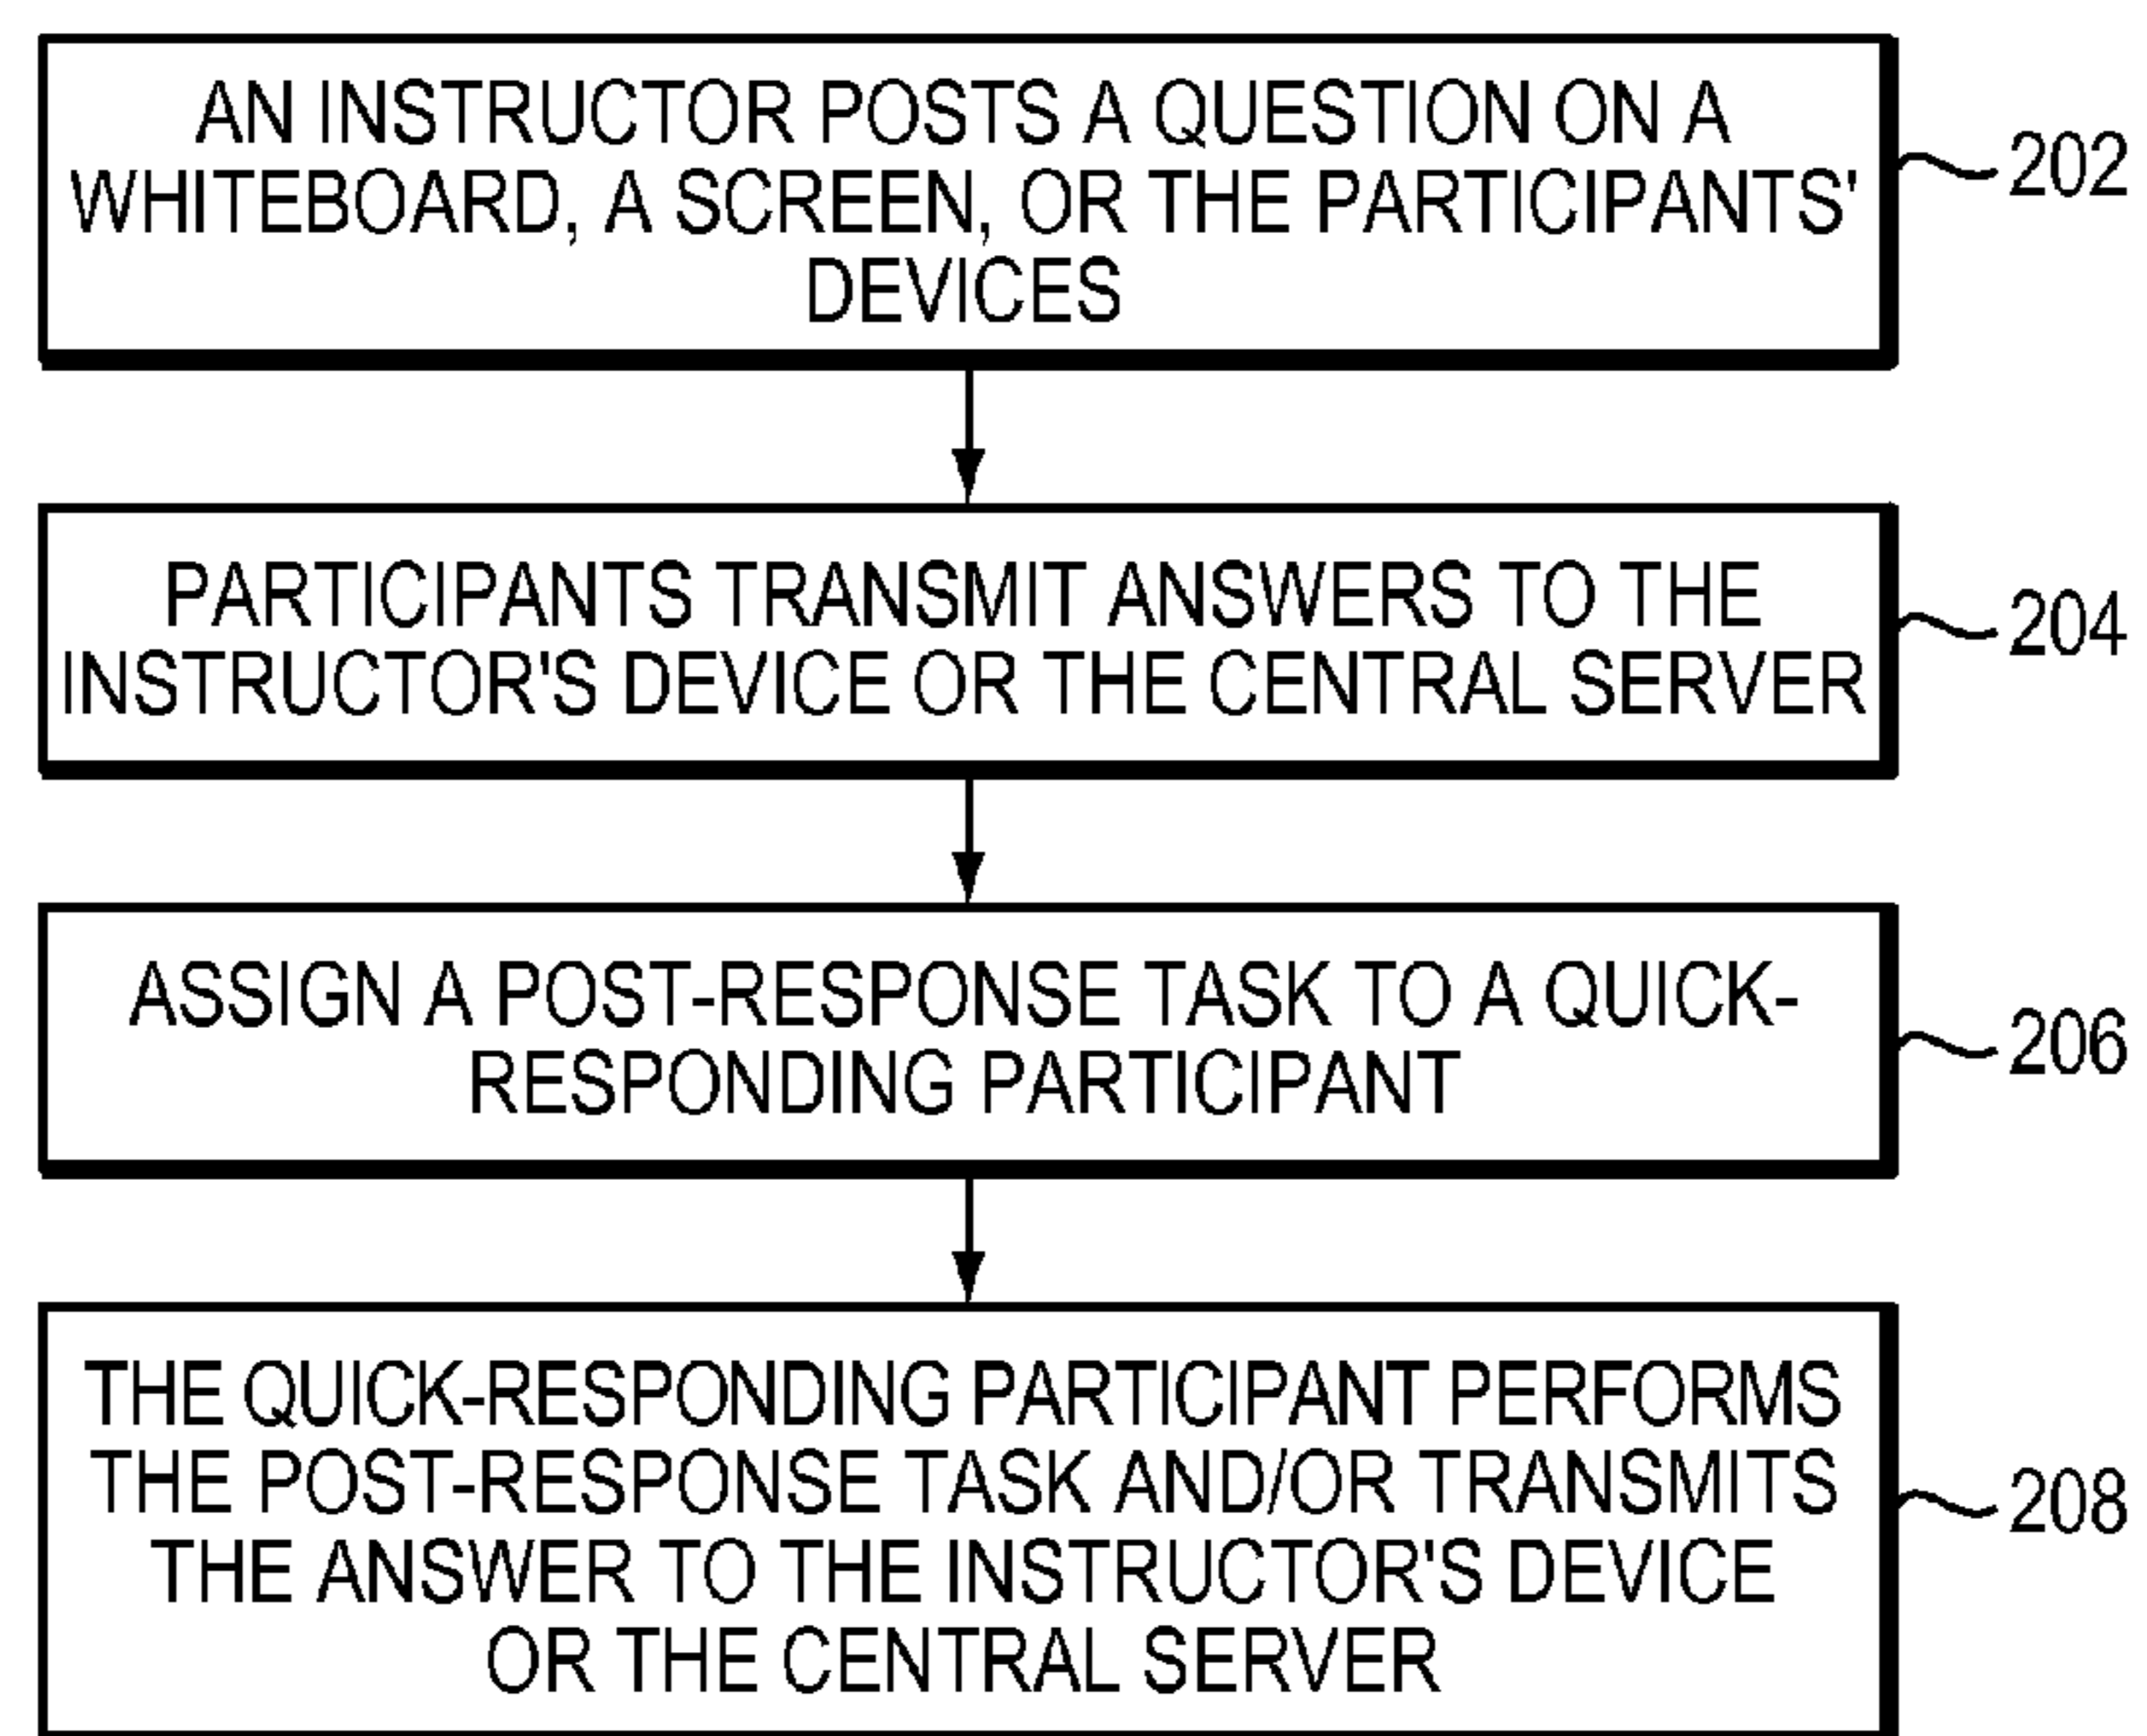 AN INSTRUCTOR POSTS A QUESTION ON A
WHITEBOARD, A SCREEN, OR THE PARTICIPANTS'
DEVICES
202
PARTICIPANTS TRANSMIT ANSWERS TO THE
INSTRUCTOR'S DEVICE OR THE CENTRAL SERVER
204
ASSIGN A POST-RESPONSE TASK TO A QUICK-
RESPONDING PARTICIPANT
206
THE QUICK-RESPONDING PARTICIPANT PERFORMS
THE POST-RESPONSE TASK AND/OR TRANSMITS
THE ANSWER TO THE INSTRUCTOR'S DEVICE
OR THE CENTRAL SERVER
208